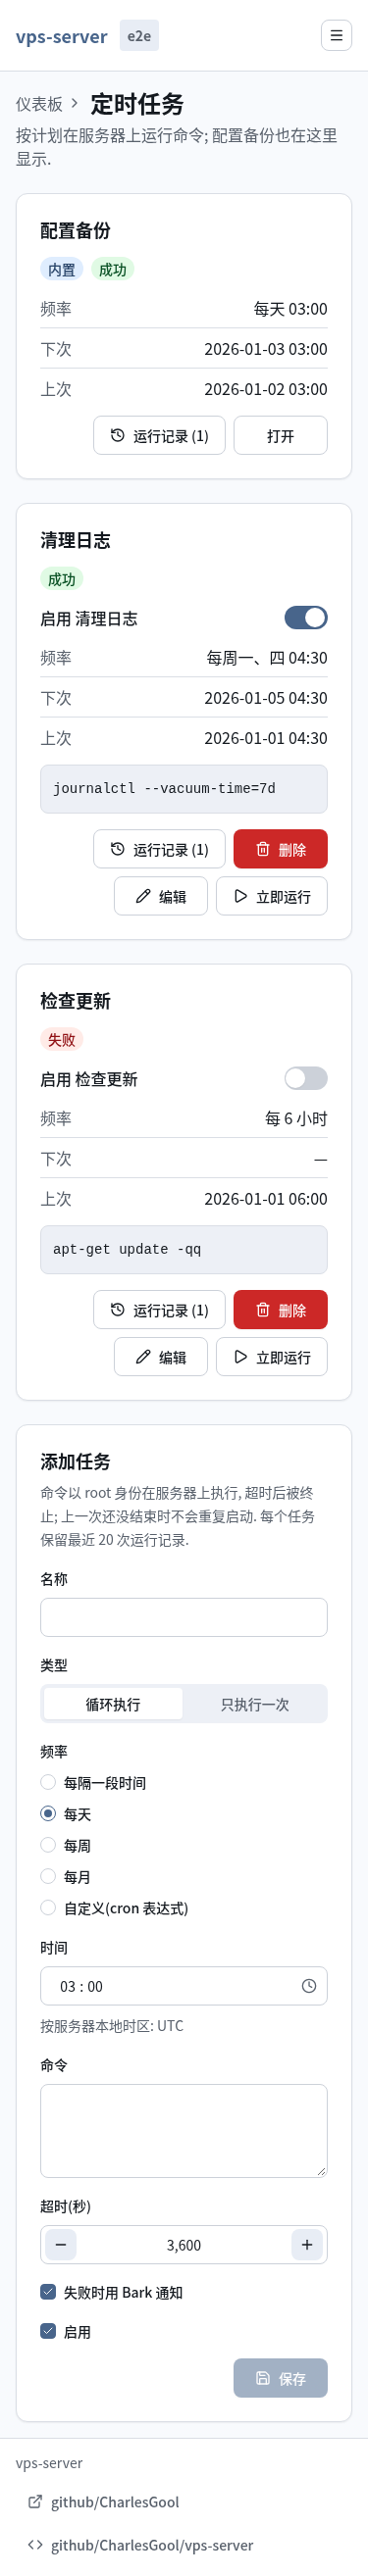 vps-server e2e
仪表板 定时任务
按计划在服务器上运行命令; 配置备份也在这里
显示.
配置备份
内置 成功
频率 每天 03:00
下次 2026-01-03 03:00
上次 2026-01-02 03:00
运行记录 (1) 打开
清理日志
成功
启用 清理日志
频率 每周一、四 04:30
下次 2026-01-05 04:30
上次 2026-01-01 04:30
journalctl --vacuum-time=7d
运行记录 (1) 删除
编辑 立即运行
检查更新
失败
启用 检查更新
频率 每 6 小时
下次 —
上次 2026-01-01 06:00
apt-get update -qq
运行记录 (1) 删除
编辑 立即运行
添加任务
命令以 root 身份在服务器上执行, 超时后被终
止; 上一次还没结束时不会重复启动. 每个任务
保留最近 20 次运行记录.
名称
类型
循环执行 只执行一次
频率
每隔一段时间
每天
每周
每月
自定义(cron 表达式)
时间
03 : 00
按服务器本地时区: UTC
命令
超时(秒)
3,600
失败时用 Bark 通知
启用
保存
vps-server
github/CharlesGool
github/CharlesGool/vps-server